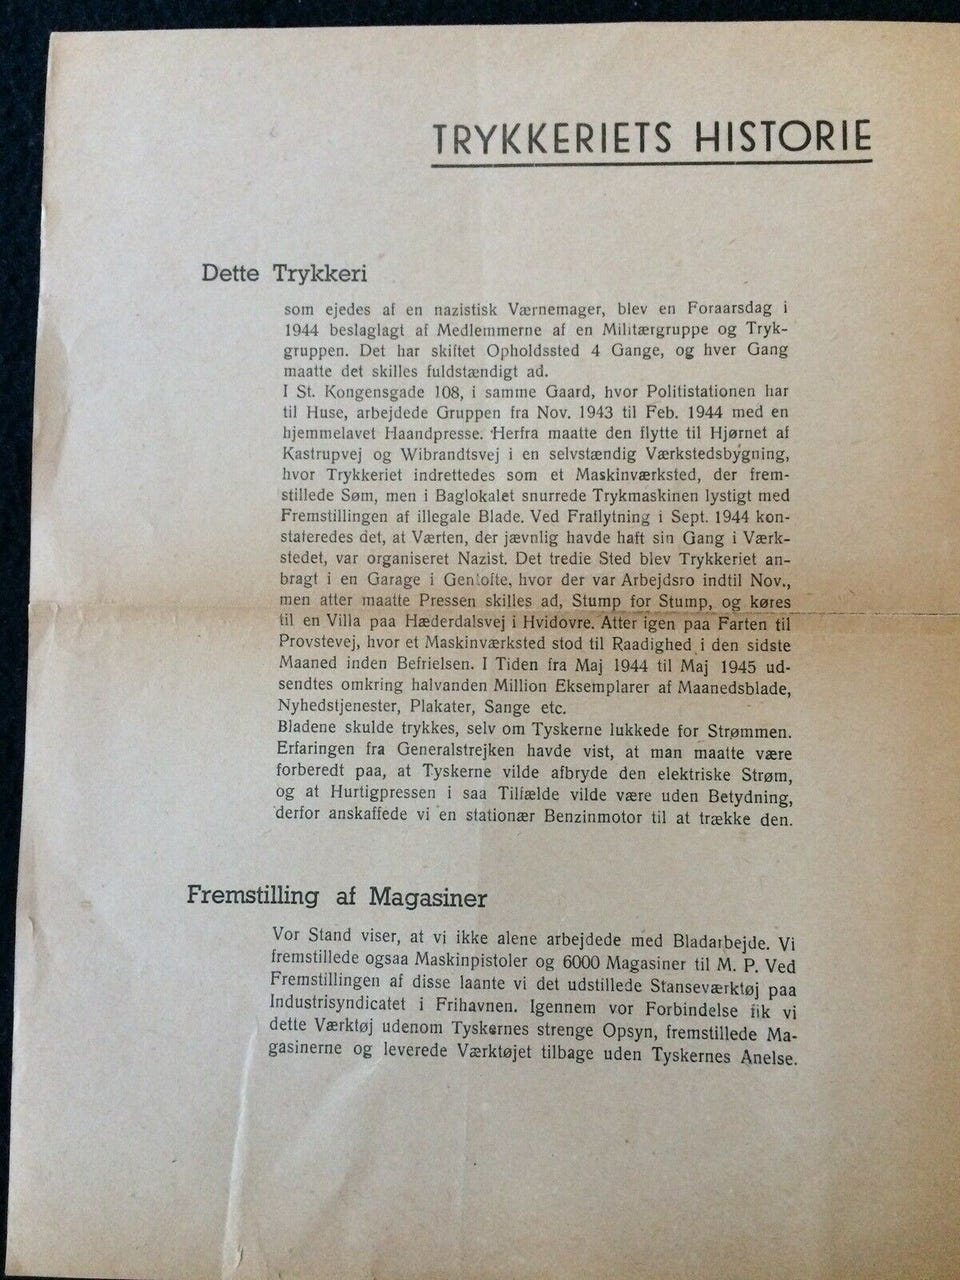 TRYKKERIETS HISTORIE
Dette Trykkeri
som ejedes af en nazistisk Værnemager, blev en Foraarsdag i
1944 beslaglagt af Medlemmerne af en Militærgruppe og Tryk-
gruppen. Det har skiftet Opholdssted 4 Gange, og hver Gang
maatte det skilles fuldstændigt ad.
I St. Kongensgade 108, i samme Gaard, hvor Politistationen har
til Huse, arbejdede Gruppen fra Nov. 1943 til Feb. 1944 med en
hjemmelavet Haandpresse. Herfra maatte den flytte til Hjørnet af
Kastrupvej og Wibrandtsvej i en selvstændig Værkstedsbygning,
hvor Trykkeriet indrettedes som et Maskinværksted, der frem-
stillede Søm, men i Baglokalet snurrede Trykmaskinen lystigt med
Fremstillingen af illegale Blade. Ved Fraflytning i Sept. 1944 kon-
stateredes det, at Værten, der jævnlig havde haft sin Gang i Værk-
stedet, var organiseret Nazist. Det tredie Sted blev Trykkeriet an-
bragt i en Garage i Gentofte, hvor der var Arbejdsro indtil Nov.,
men atter maatte Pressen skilles ad, Stump for Stump, og køres
til en Villa paa Hæderdalsvej i Hvidovre. Atter igen paa Farten til
Provstevej, hvor et Maskinværksted stod til Raadighed i den sidste
Maaned inden Befrielsen. I Tiden fra Maj 1944 til Maj 1945 ud-
sendtes omkring halvanden Million Eksemplarer af Maanedsblade,
Nyhedstjenester, Plakater, Sange etc.
Bladene skulde trykkes, selv om Tyskerne lukkede for Strømmen.
Erfaringen fra Generalstrejken havde vist, at man maatte være
forberedt paa, at Tyskerne vilde afbryde den elektriske Strøm,
og at Hurtigpressen i saa Tilfælde vilde være uden Betydning,
derfor anskaffede vi en stationær Benzinmotor til at trække den.
Fremstilling af Magasiner
Vor Stand viser, at vi ikke alene arbejdede med Bladarbejde. Vi
fremstillede ogsaa Maskinpistoler og 6000 Magasiner til M. P. Ved
Fremstillingen af disse laante vi det udstillede Stanseværktøj paa
Industrisyndicatet i Frihavnen. Igennem vor Forbindelse fik vi
dette Værktøj udenom Tyskernes strenge Opsyn, fremstillede Ma-
gasinerne og leverede Værktøjet tilbage uden Tyskernes Anelse.